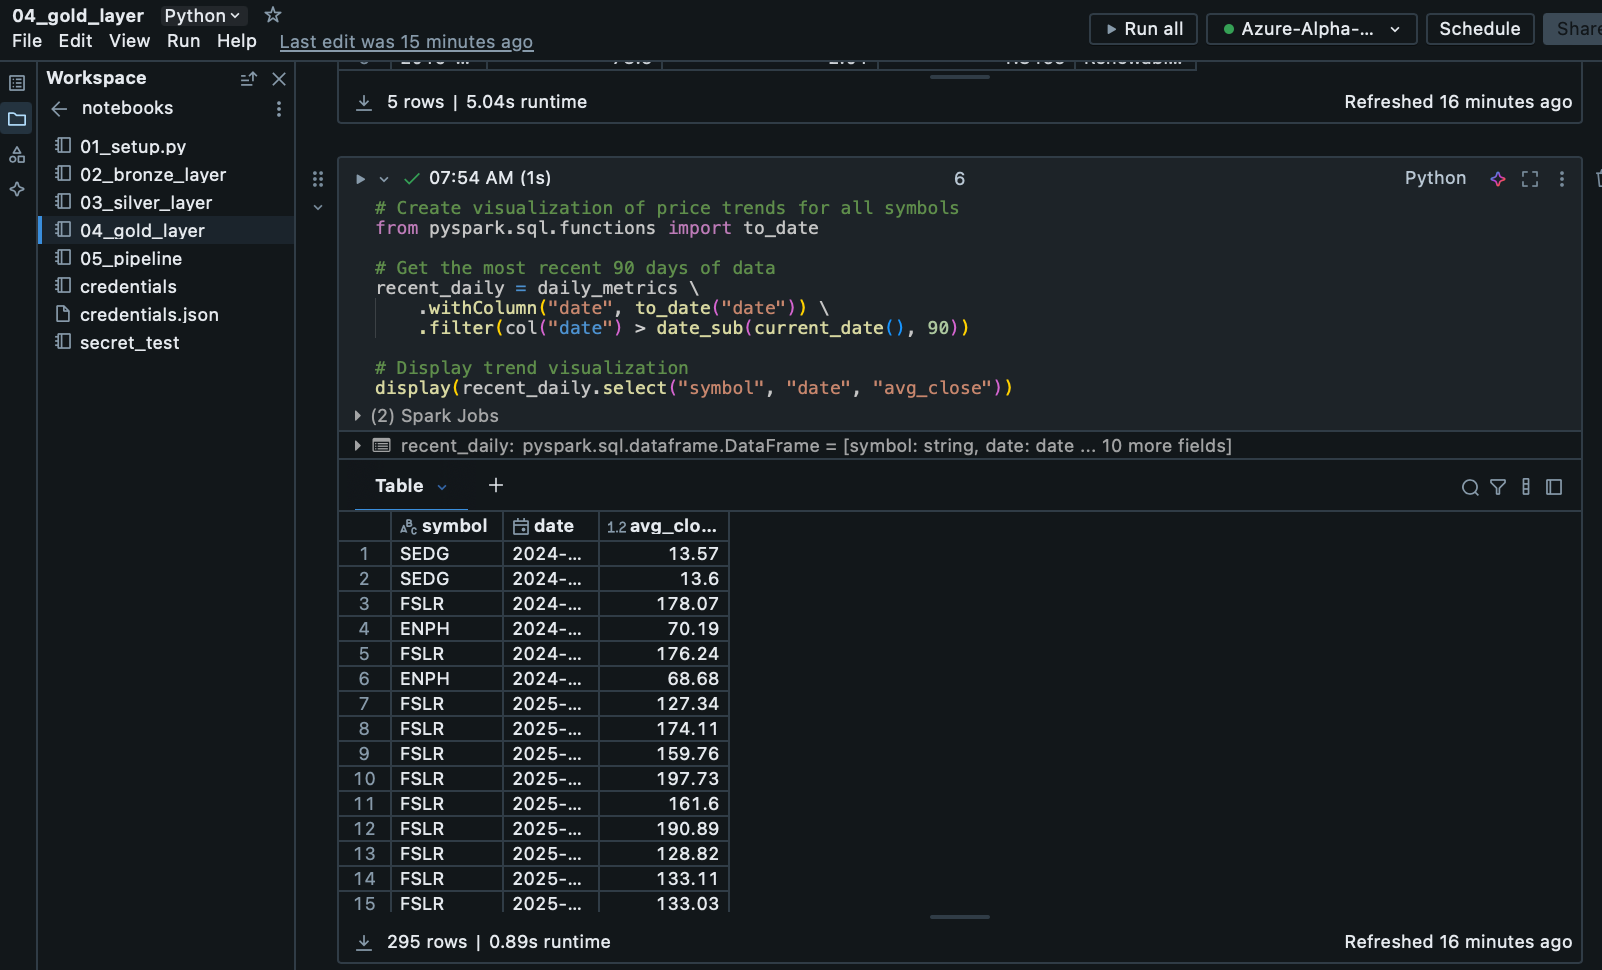 04_gold_layer Python
File Edit View Run Help Last edit was 15 minutes ago
Run all Azure-Alpha-... Schedule Share
Workspace
notebooks
01_setup.py
02_bronze_layer
03_silver_layer
04_gold_layer
05_pipeline
credentials
credentials.json
secret_test
5 rows | 5.04s runtime Refreshed 16 minutes ago
07:54 AM (1s) 6 Python
# Create visualization of price trends for all symbols
from pyspark.sql.functions import to_date
# Get the most recent 90 days of data
recent_daily = daily_metrics \
.withColumn("date", to_date("date")) \
.filter(col("date") > date_sub(current_date(), 90))
# Display trend visualization
display(recent_daily.select("symbol", "date", "avg_close"))
(2) Spark Jobs
recent_daily: pyspark.sql.dataframe.DataFrame = [symbol: string, date: date ... 10 more fields]
Table +
ABC symbol date 1.2 avg_clo...
1 SEDG 2024-... 13.57
2 SEDG 2024-... 13.6
3 FSLR 2024-... 178.07
4 ENPH 2024-... 70.19
5 FSLR 2024-... 176.24
6 ENPH 2024-... 68.68
7 FSLR 2025-... 127.34
8 FSLR 2025-... 174.11
9 FSLR 2025-... 159.76
10 FSLR 2025-... 197.73
11 FSLR 2025-... 161.6
12 FSLR 2025-... 190.89
13 FSLR 2025-... 128.82
14 FSLR 2025-... 133.11
15 FSLR 2025-... 133.03
295 rows | 0.89s runtime Refreshed 16 minutes ago